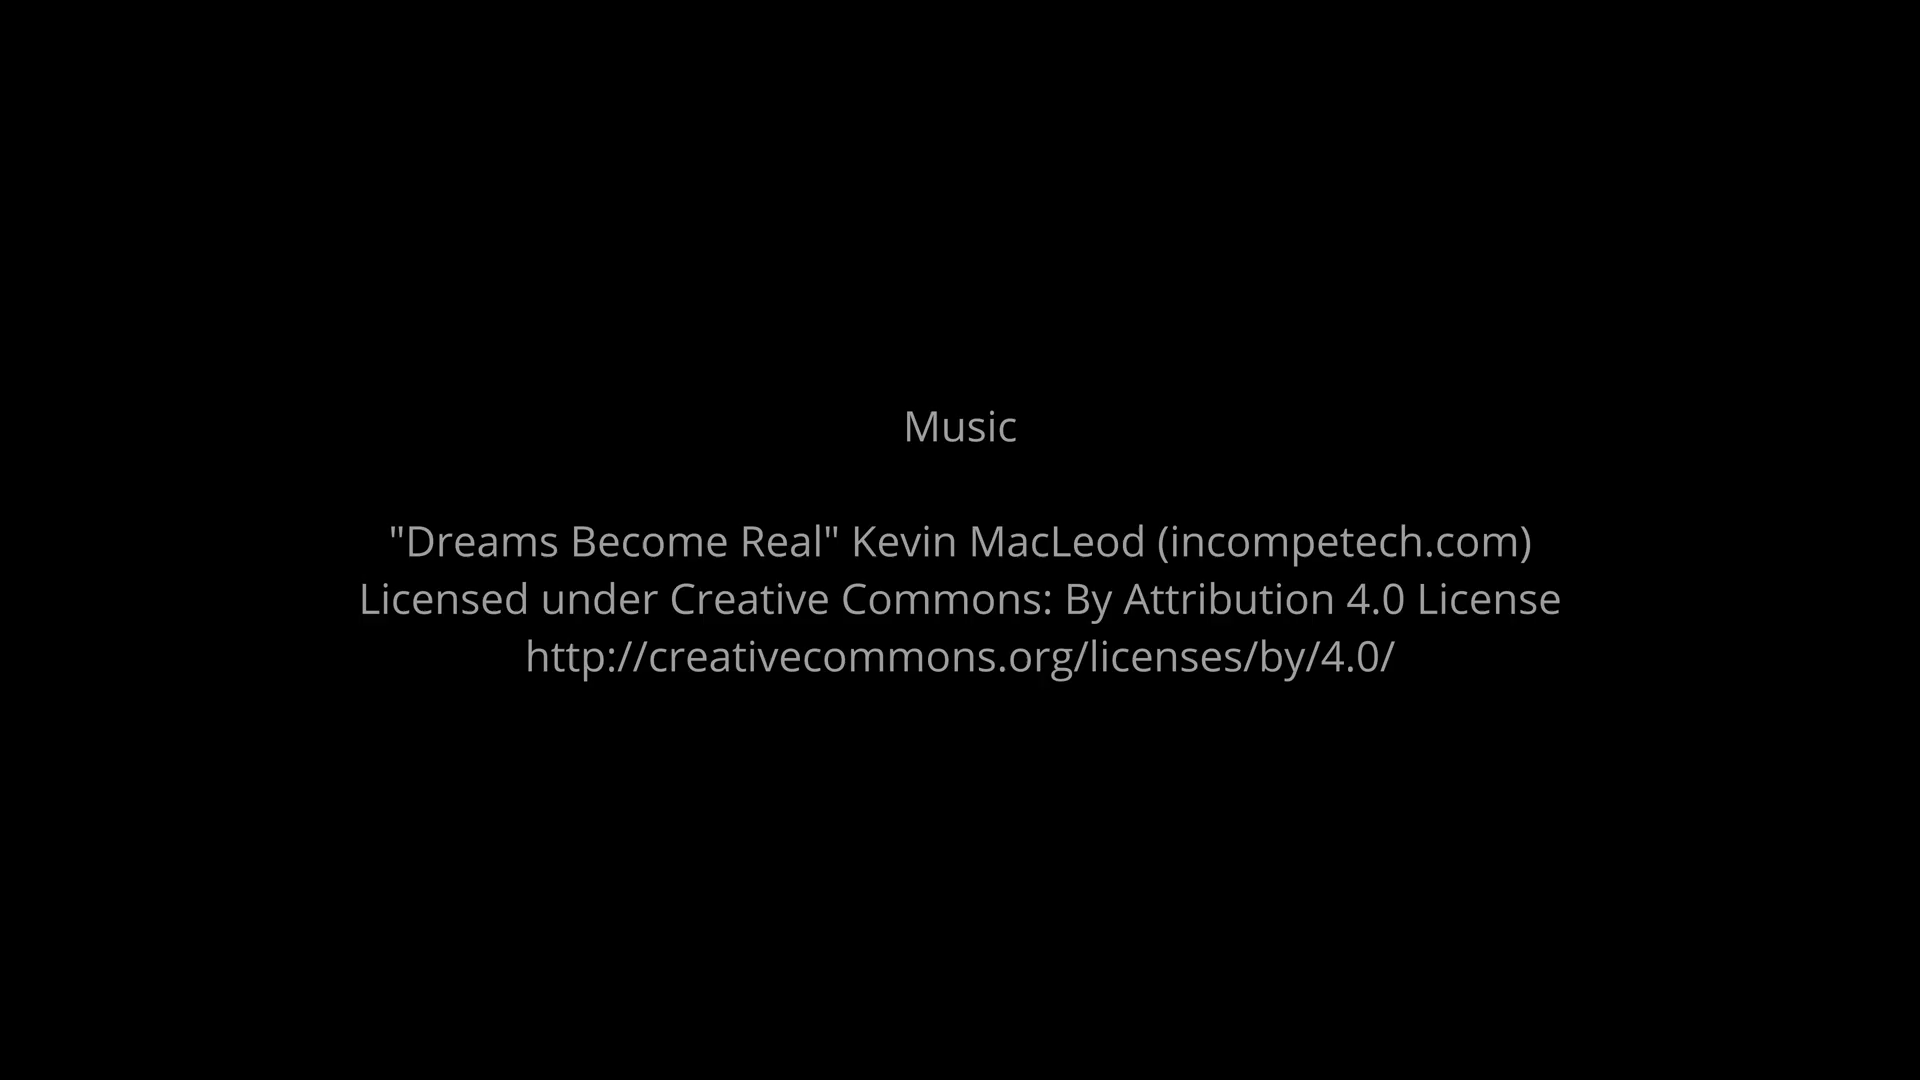 Music
"Dreams Become Real" Kevin MacLeod (incompetech.com)
Licensed under Creative Commons: By Attribution 4.0 License
http://creativecommons.org/licenses/by/4.0/